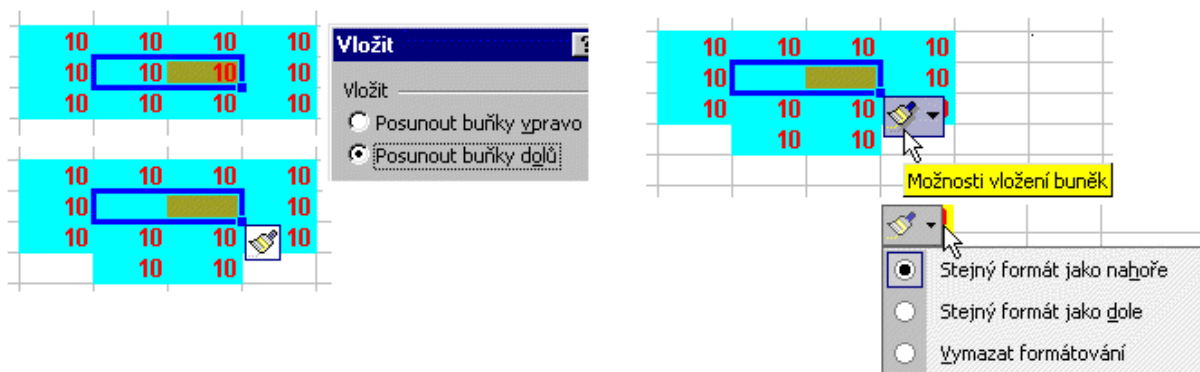 10 10 10 10
10 10 10 10
10 10 10 10
Vložit
Vložit
Posunout buňky vpravo
Posunout buňky dolů
10 10 10 10
10 10
10 10 10 10
10 10
10 10 10 10
10 10
10 10 10
10 10
Možnosti vložení buněk
Stejný formát jako nahoře
Stejný formát jako dole
Vymazat formátování